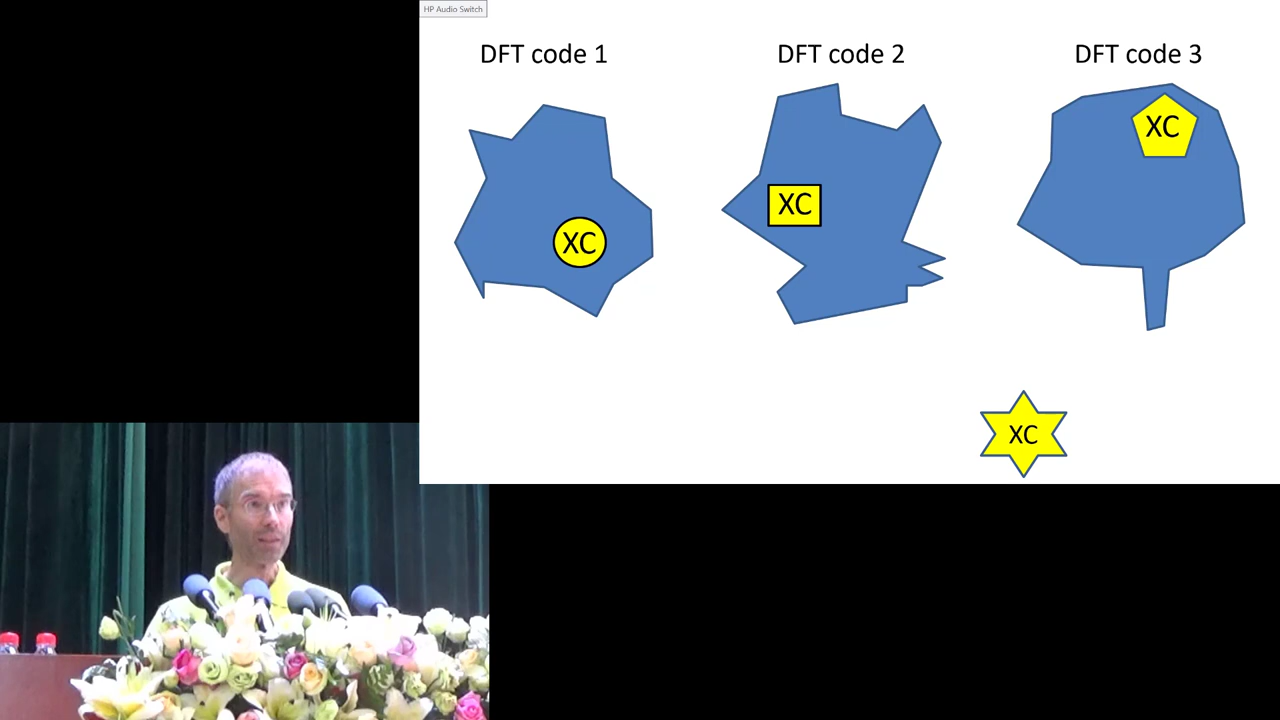 HP Audio Switch
DFT code 1
DFT code 2
DFT code 3
XC
XC
XC
XC